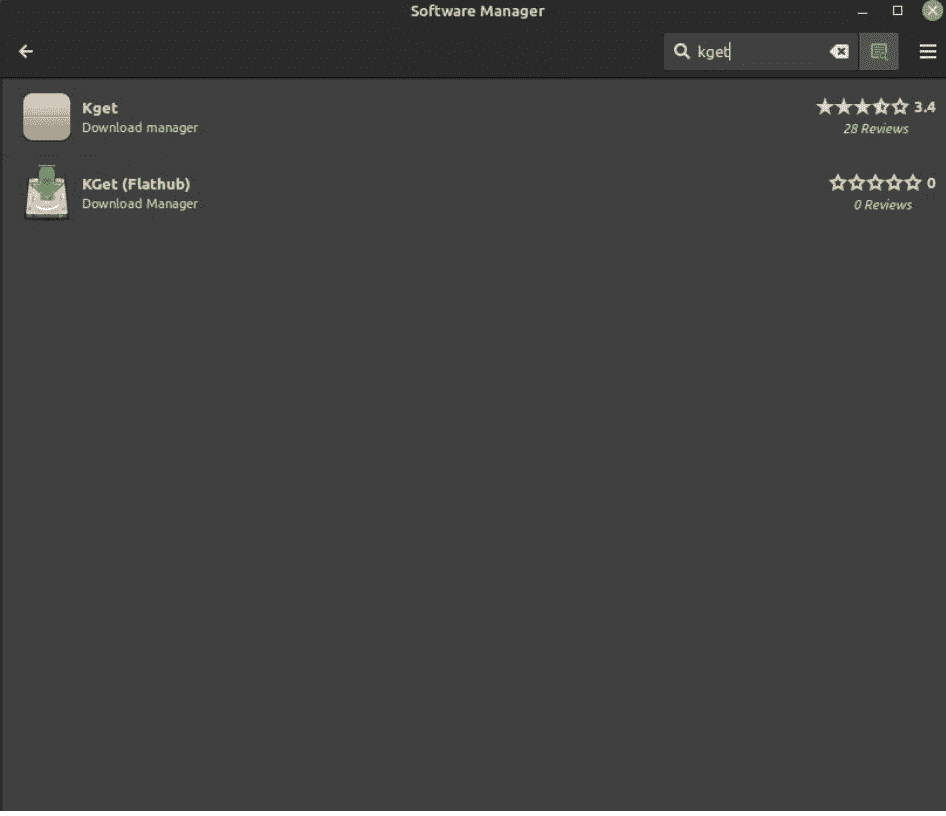 Software Manager
kget
Kget
Download manager
3.4
28 Reviews
KGet (Flathub)
Download Manager
0
0 Reviews